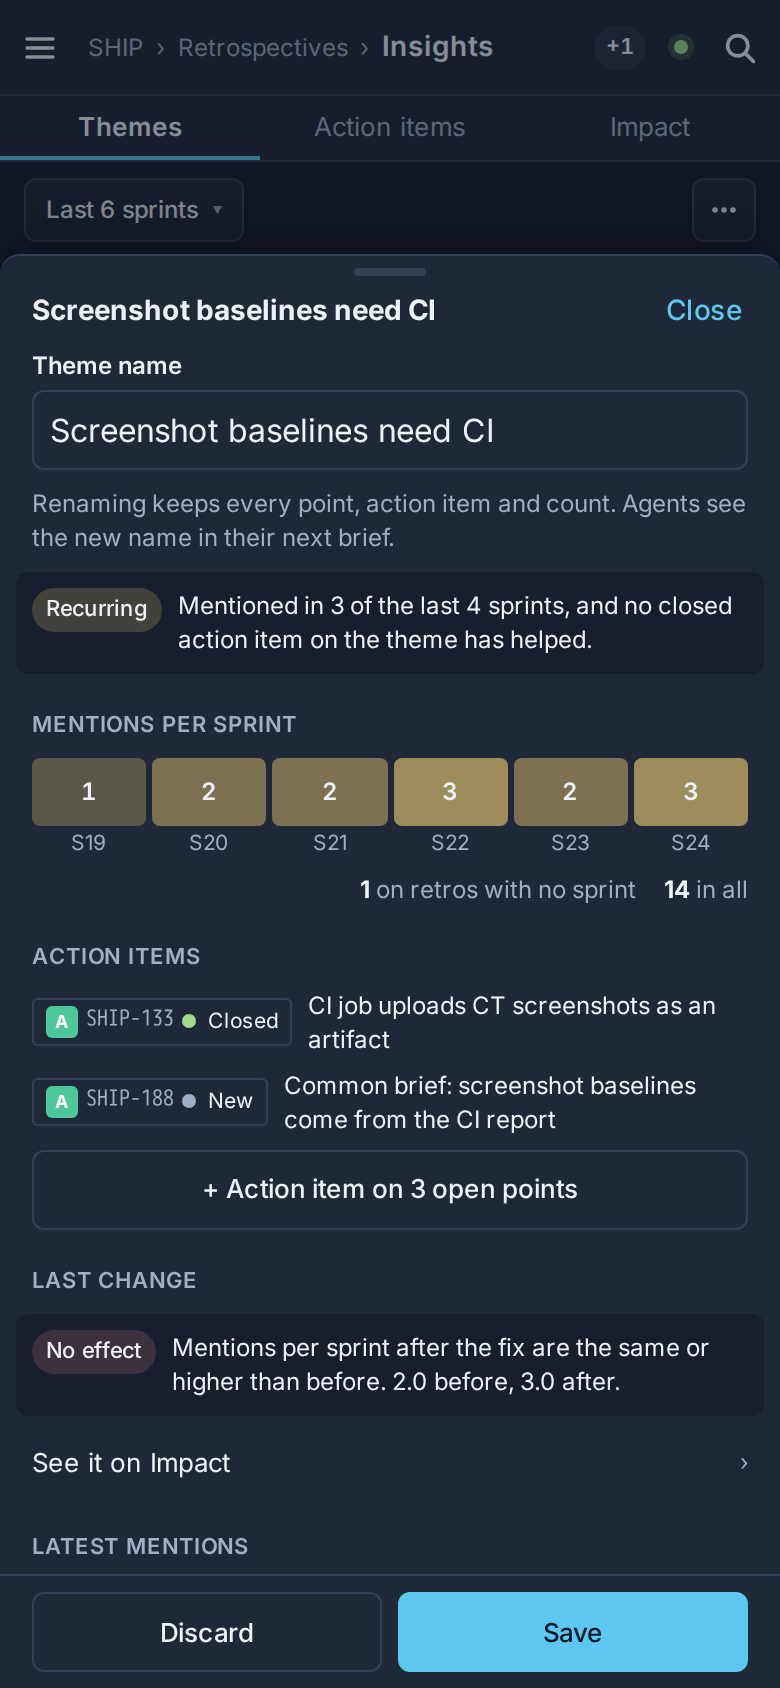 SHIP › Retrospectives › Insights +1
Themes Action items Impact
Last 6 sprints ▾ •••
Screenshot baselines need CI Close
Theme name
Screenshot baselines need CI
Renaming keeps every point, action item and count. Agents see
the new name in their next brief.
Recurring Mentioned in 3 of the last 4 sprints, and no closed
action item on the theme has helped.
MENTIONS PER SPRINT
1 2 2 3 2 3
S19 S20 S21 S22 S23 S24
1 on retros with no sprint 14 in all
ACTION ITEMS
A SHIP-133 Closed CI job uploads CT screenshots as an
artifact
A SHIP-188 New Common brief: screenshot baselines
come from the CI report
+ Action item on 3 open points
LAST CHANGE
No effect Mentions per sprint after the fix are the same or
higher than before. 2.0 before, 3.0 after.
See it on Impact ›
LATEST MENTIONS
Discard Save